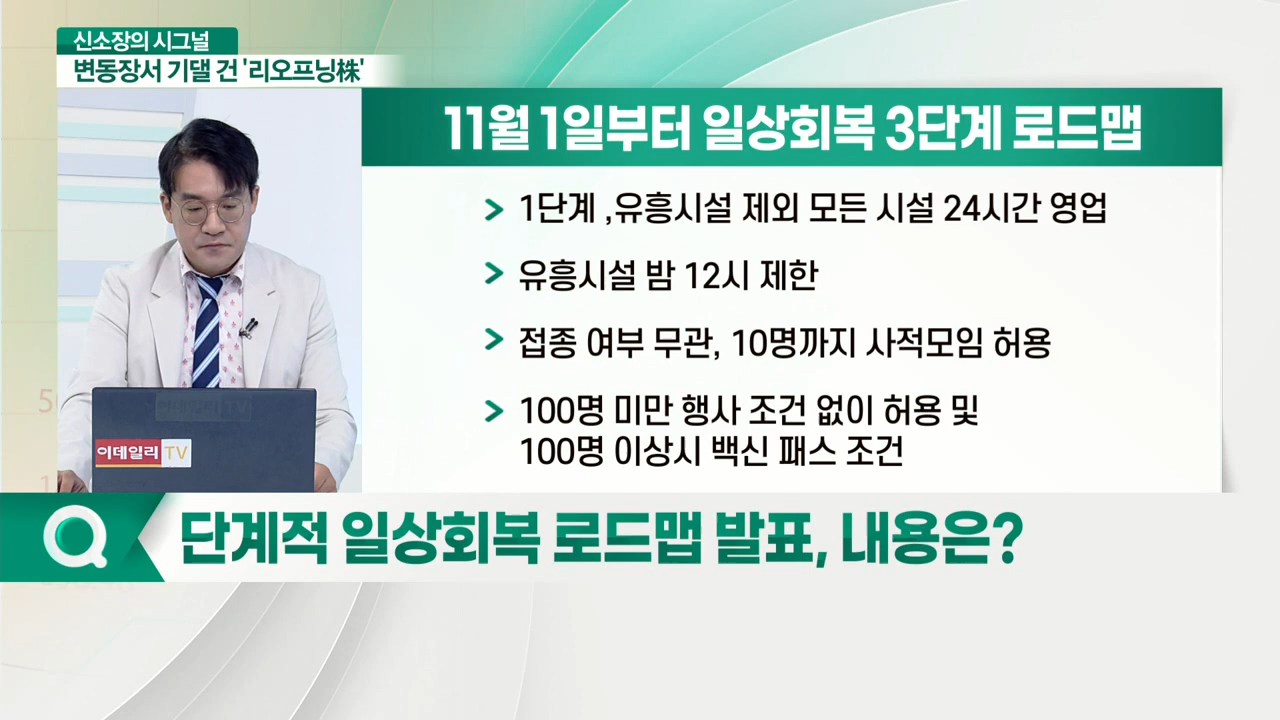 신소장의 시그널
변동장서 기댈 건 '리오프닝株'
11월 1일부터 일상회복 3단계 로드맵
> 1단계 ,유흥시설 제외 모든 시설 24시간 영업
> 유흥시설 밤 12시 제한
> 접종 여부 무관, 10명까지 사적모임 허용
> 100명 미만 행사 조건 없이 허용 및
100명 이상시 백신 패스 조건
이데일리 TV
Q 단계적 일상회복 로드맵 발표, 내용은?